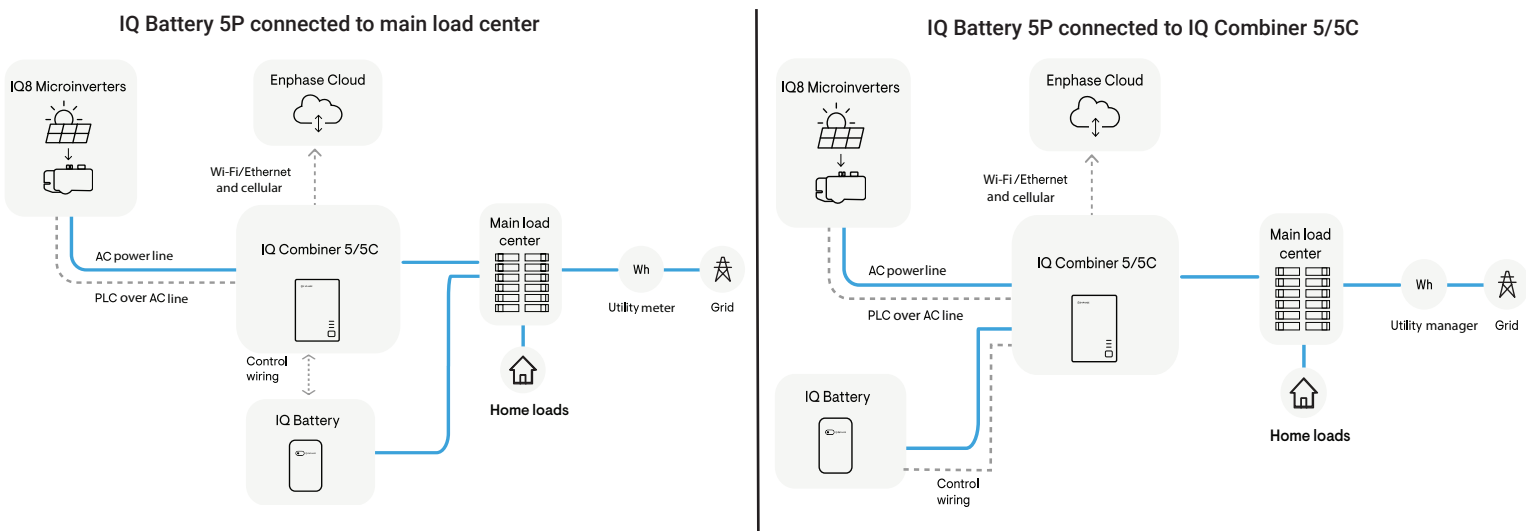 IQ Battery 5P connected to main load center
IQ8 Microinverters
Enphase Cloud
Wi-Fi/Ethernet
and cellular
AC power line
PLC over AC line
IQ Combiner 5/5C
Main load
center
Wh
Utility meter
Grid
Control
wiring
Home loads
IQ Battery
IQ Battery 5P connected to IQ Combiner 5/5C
IQ8 Microinverters
Enphase Cloud
Wi-Fi/Ethernet
and cellular
AC power line
PLC over AC line
IQ Combiner 5/5C
Main load
center
Wh
Utility manager
Grid
Home loads
IQ Battery
Control
wiring